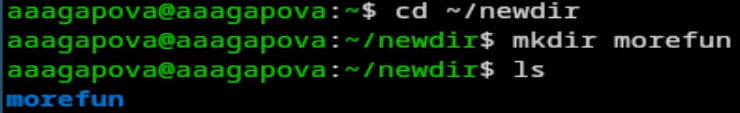 aaagapova@aaagapova:~$ cd ~/newdir
aaagapova@aaagapova:~/newdir$ mkdir morefun
aaagapova@aaagapova:~/newdir$ ls
morefun